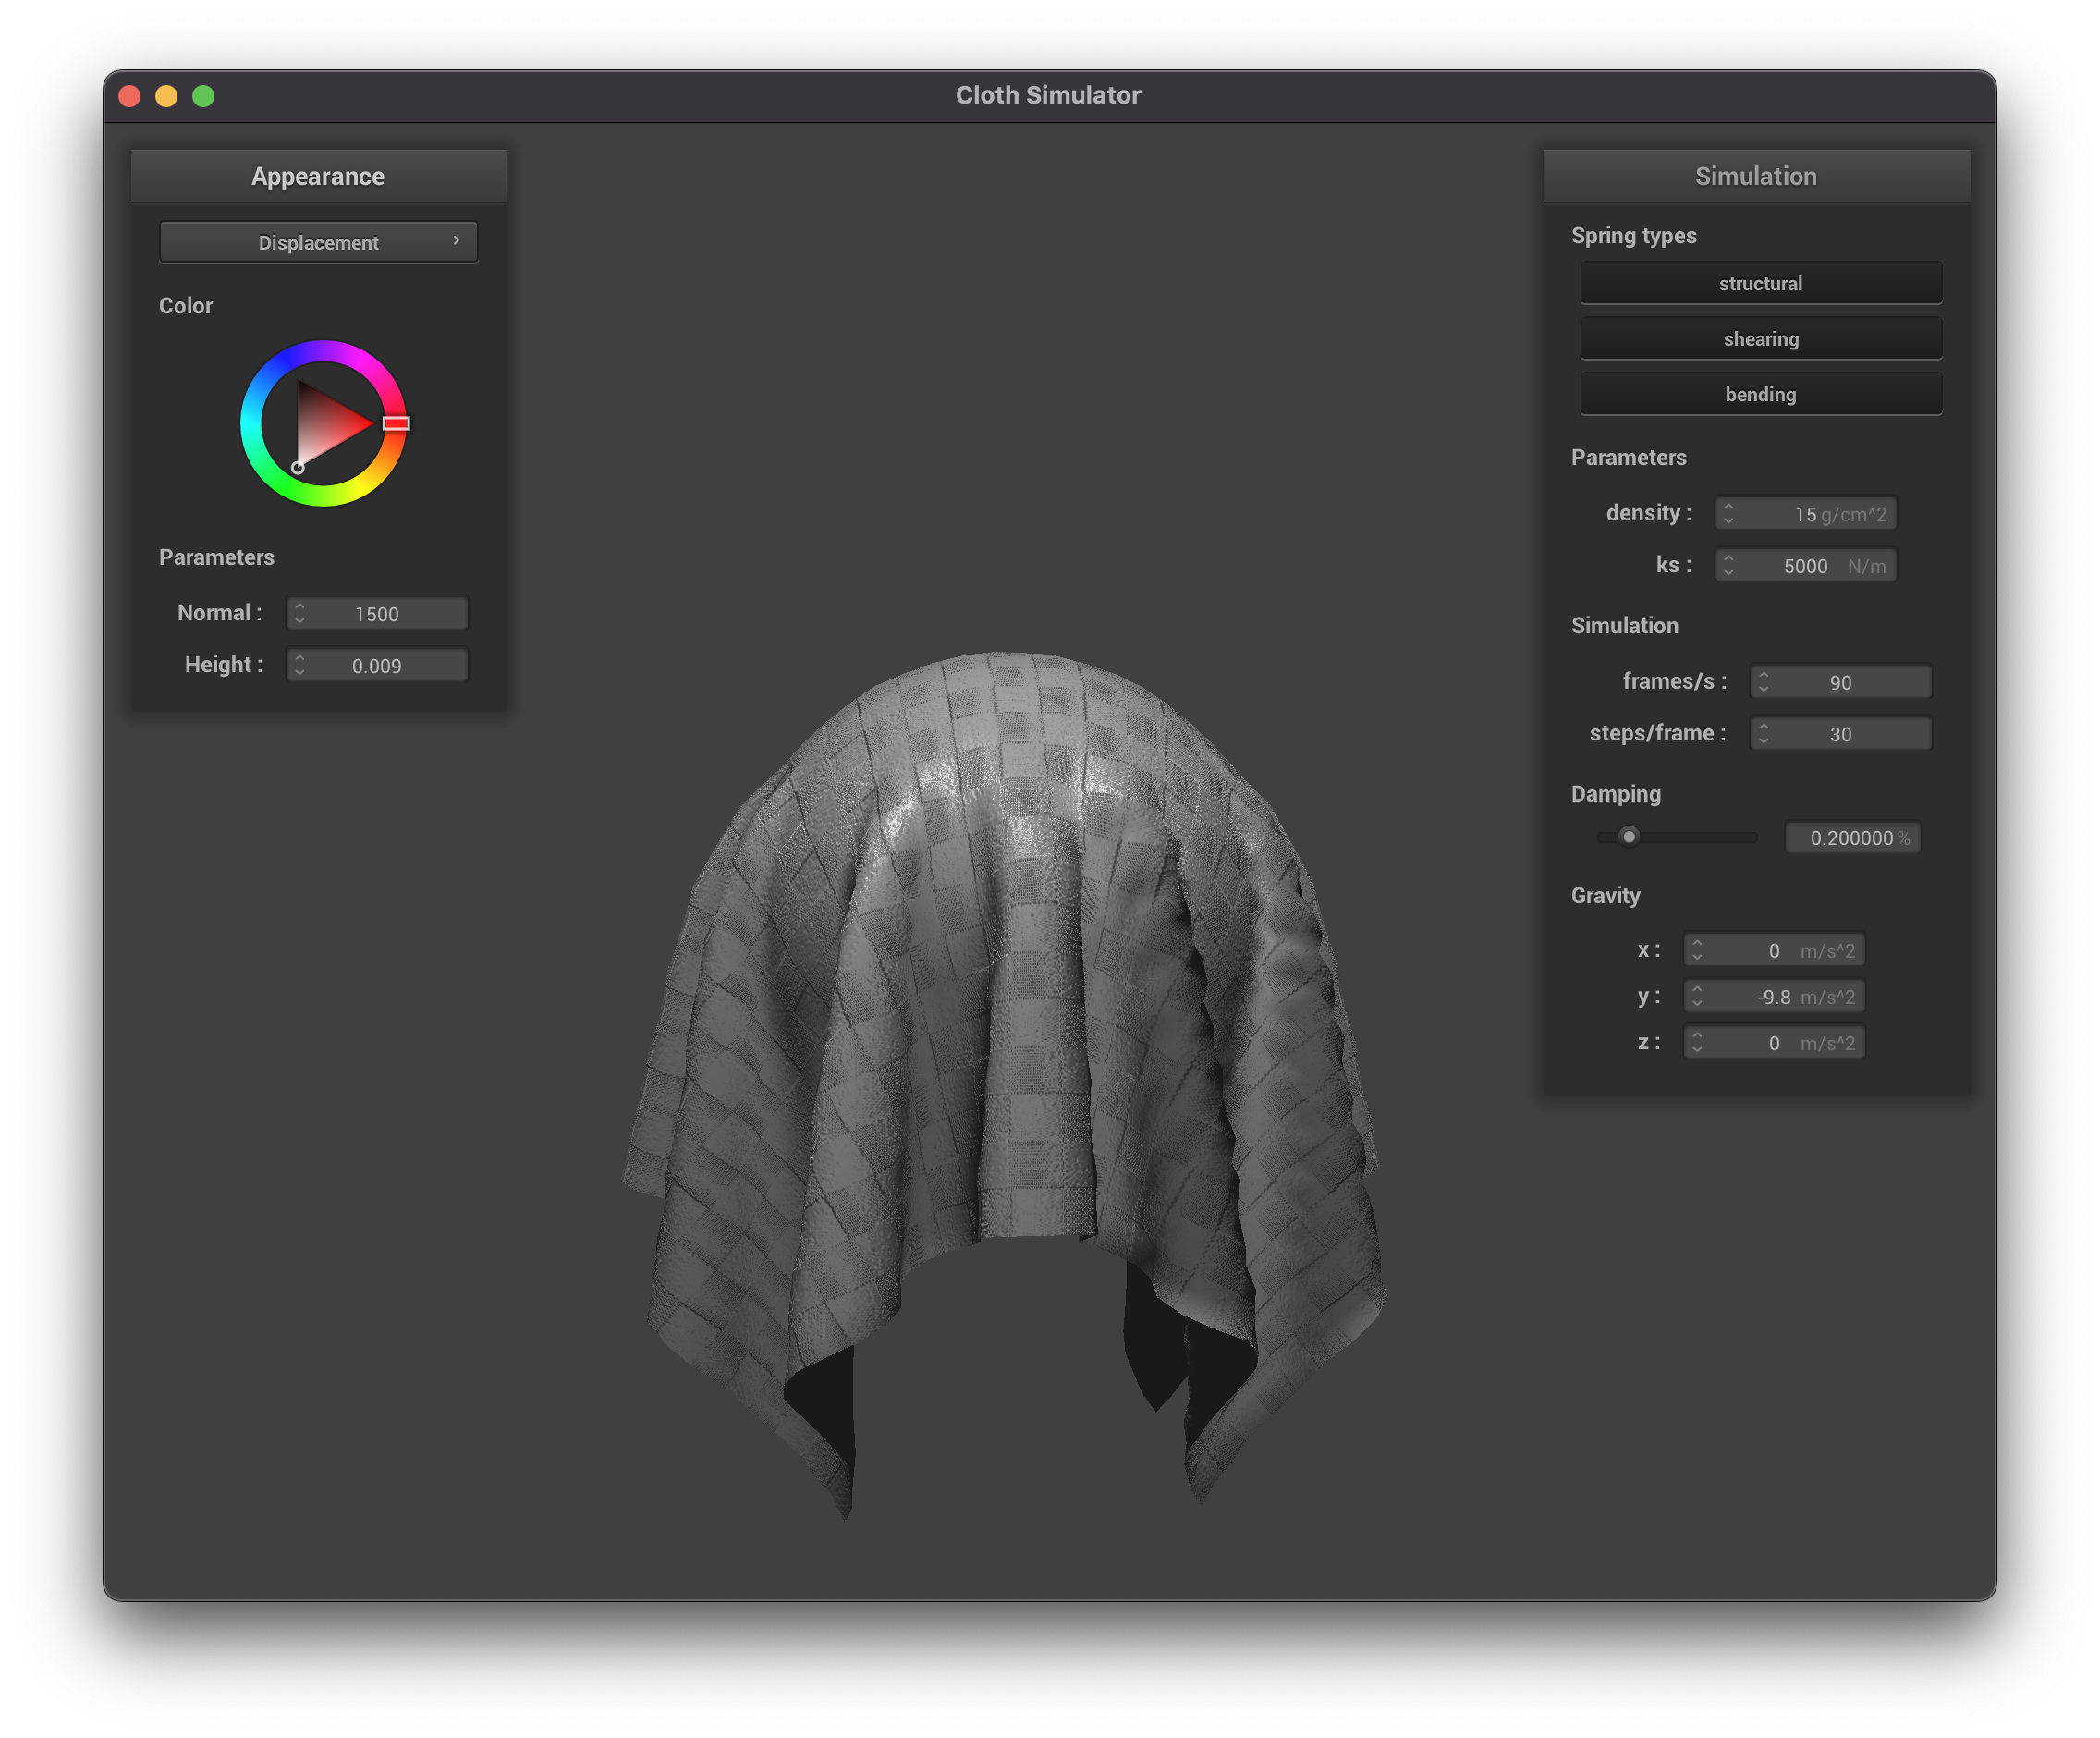 Cloth Simulator
Appearance
Displacement
Color
Parameters
Normal : 1500
Height : 0.009
Simulation
Spring types
structural
shearing
bending
Parameters
density : 15 g/cm^2
ks : 5000 N/m
Simulation
frames/s : 90
steps/frame : 30
Damping
0.200000 %
Gravity
x : 0 m/s^2
y : -9.8 m/s^2
z : 0 m/s^2